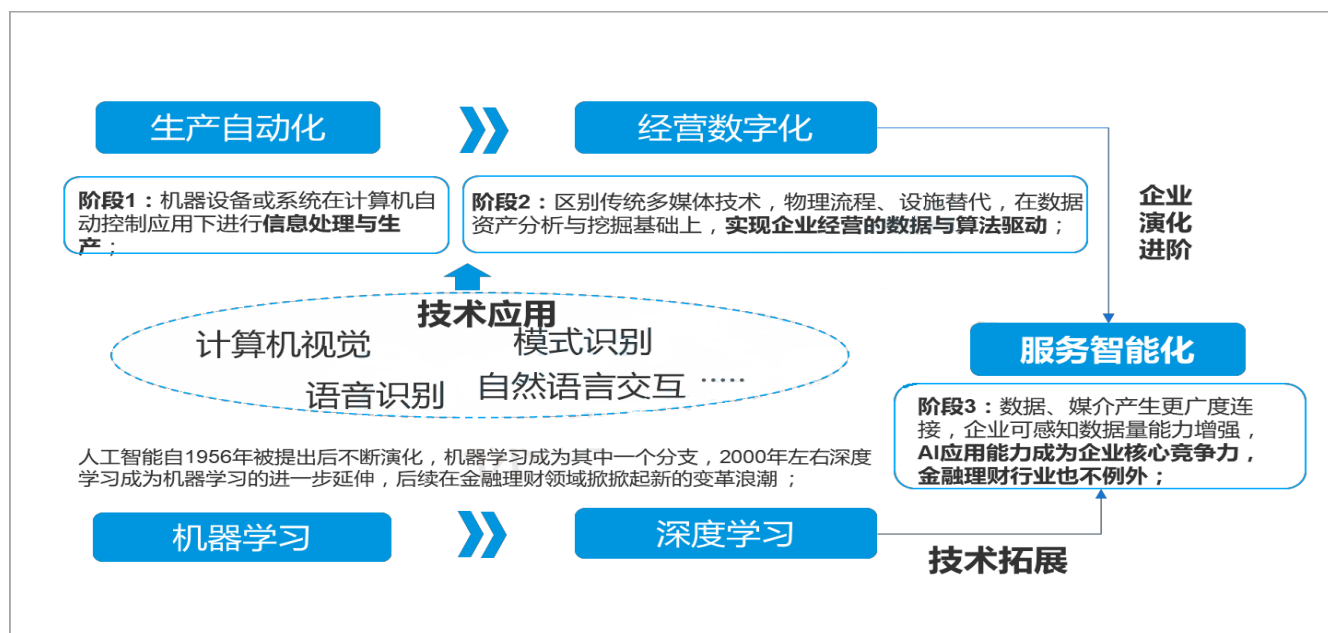 生产自动化
经营数字化
阶段1：机器设备或系统在计算机自
动控制应用下进行信息处理与生
产；
阶段2：区别传统多媒体技术，物理流程、设施替代，在数据
资产分析与挖掘基础上，实现企业经营的数据与算法驱动；
企业
演化
进阶
技术应用
计算机视觉
模式识别
语音识别
自然语言交互 ·····
服务智能化
阶段3：数据、媒介产生更广度连
接，企业可感知数据量能力增强，
AI应用能力成为企业核心竞争力，
金融理财行业也不例外；
人工智能自1956年被提出后不断演化，机器学习成为其中一个分支，2000年左右深度
学习成为机器学习的进一步延伸，后续在金融理财领域掀掀起新的变革浪潮；
机器学习
深度学习
技术拓展